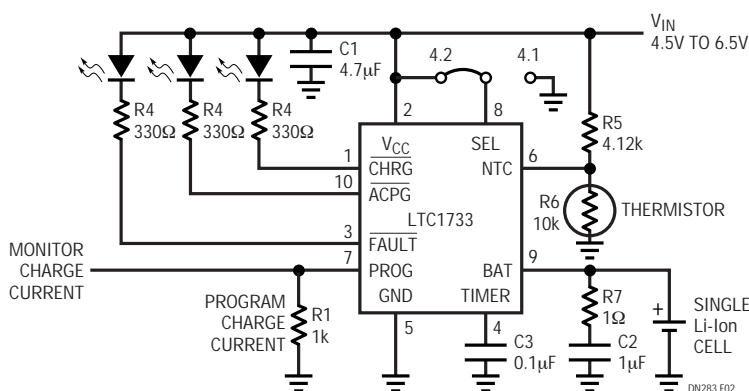 V_IN
4.5V TO 6.5V
C1
4.7µF
4.2
4.1
R4
330Ω
R4
330Ω
R4
330Ω
2
8
V_CC
SEL
R5
4.12k
1
CHRG
NTC
6
10
ACPG
R6
10k
THERMISTOR
LTC1733
3
FAULT
MONITOR
CHARGE
CURRENT
7
PROG
BAT
9
PROGRAM
CHARGE
CURRENT
R1
1k
GND
TIMER
5
4
C3
0.1µF
R7
1Ω
C2
1µF
+
SINGLE
Li-Ion
CELL
DN283 F02